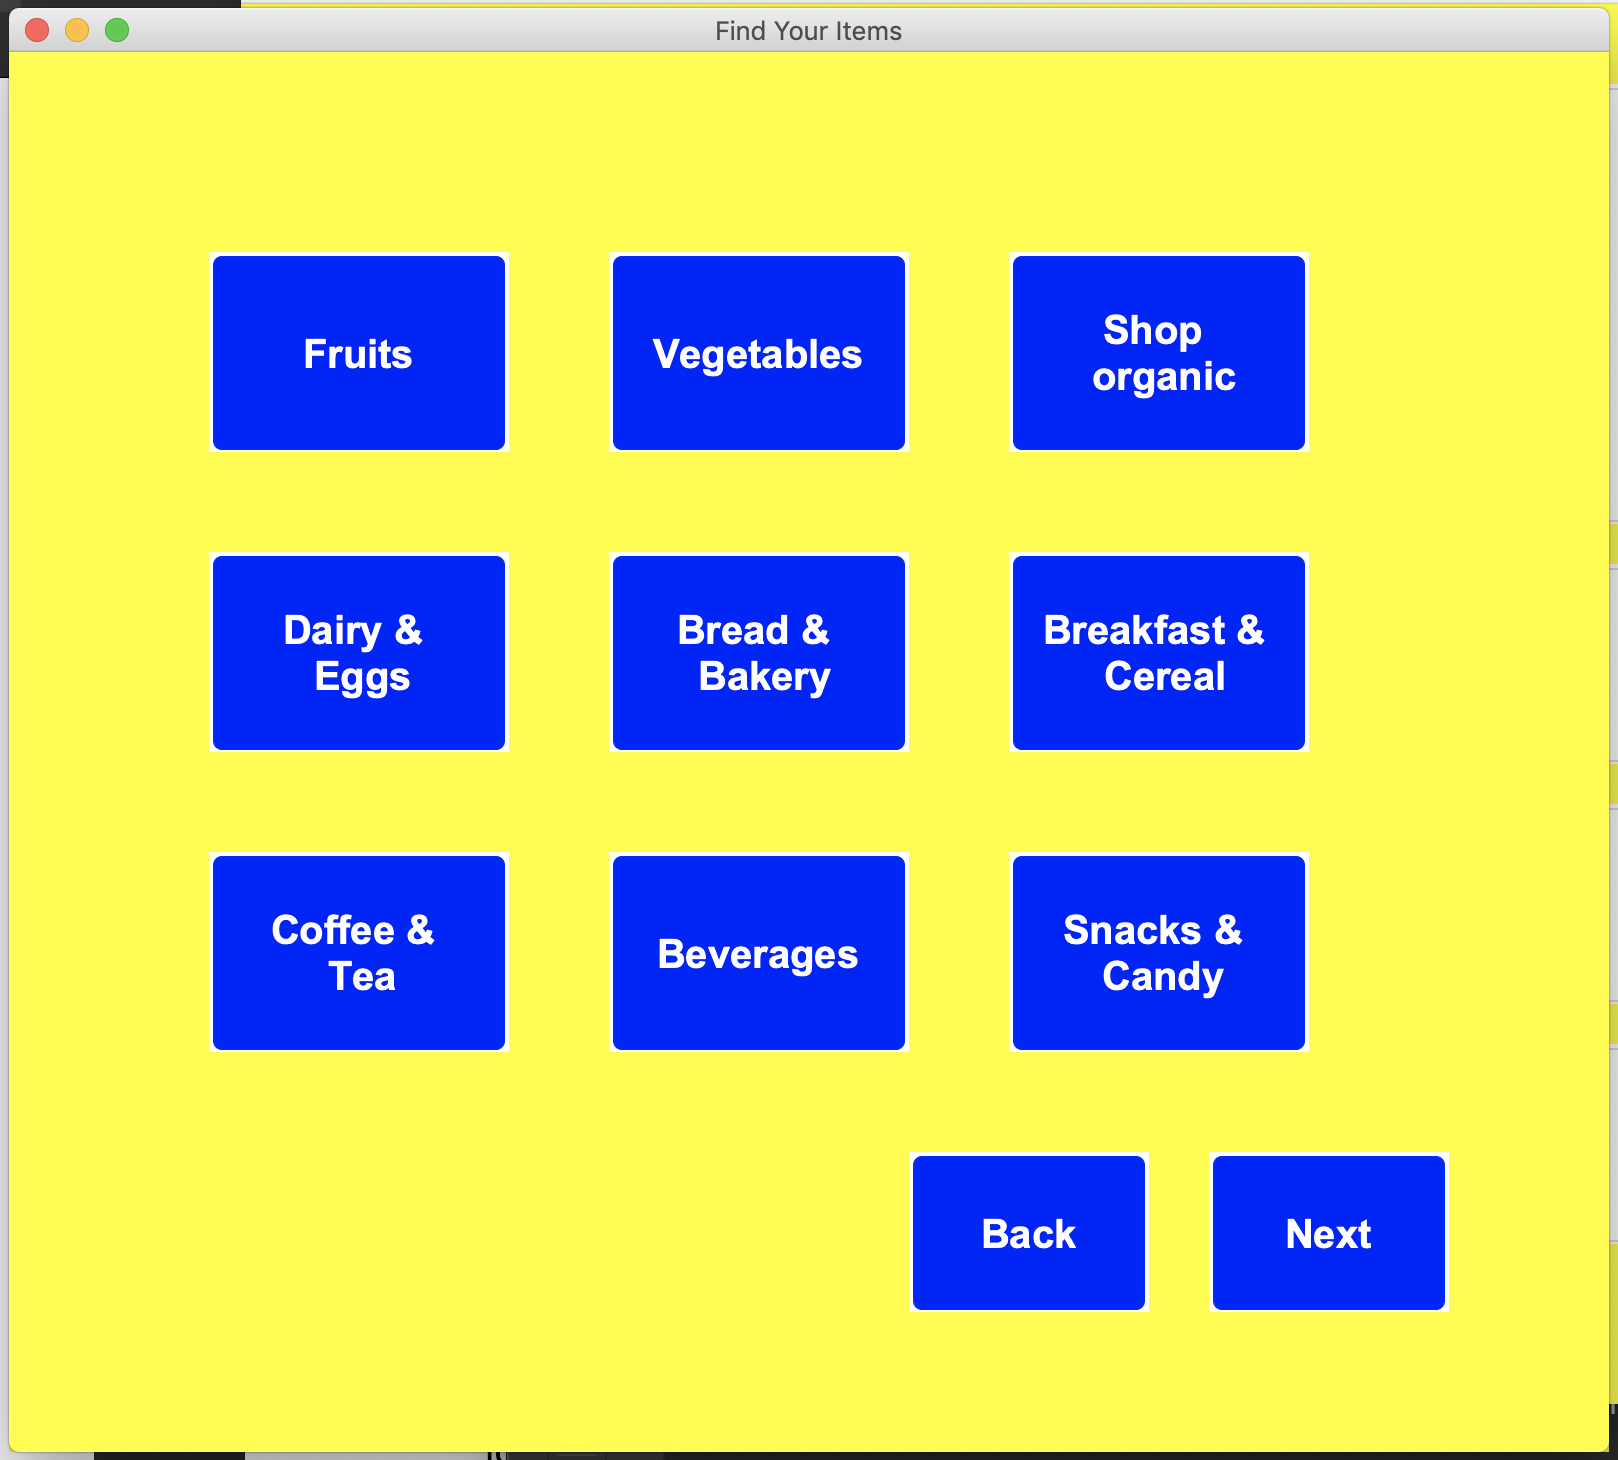 Find Your Items
Fruits
Vegetables
Shop
organic
Dairy &
Eggs
Bread &
Bakery
Breakfast &
Cereal
Coffee &
Tea
Beverages
Snacks &
Candy
Back
Next